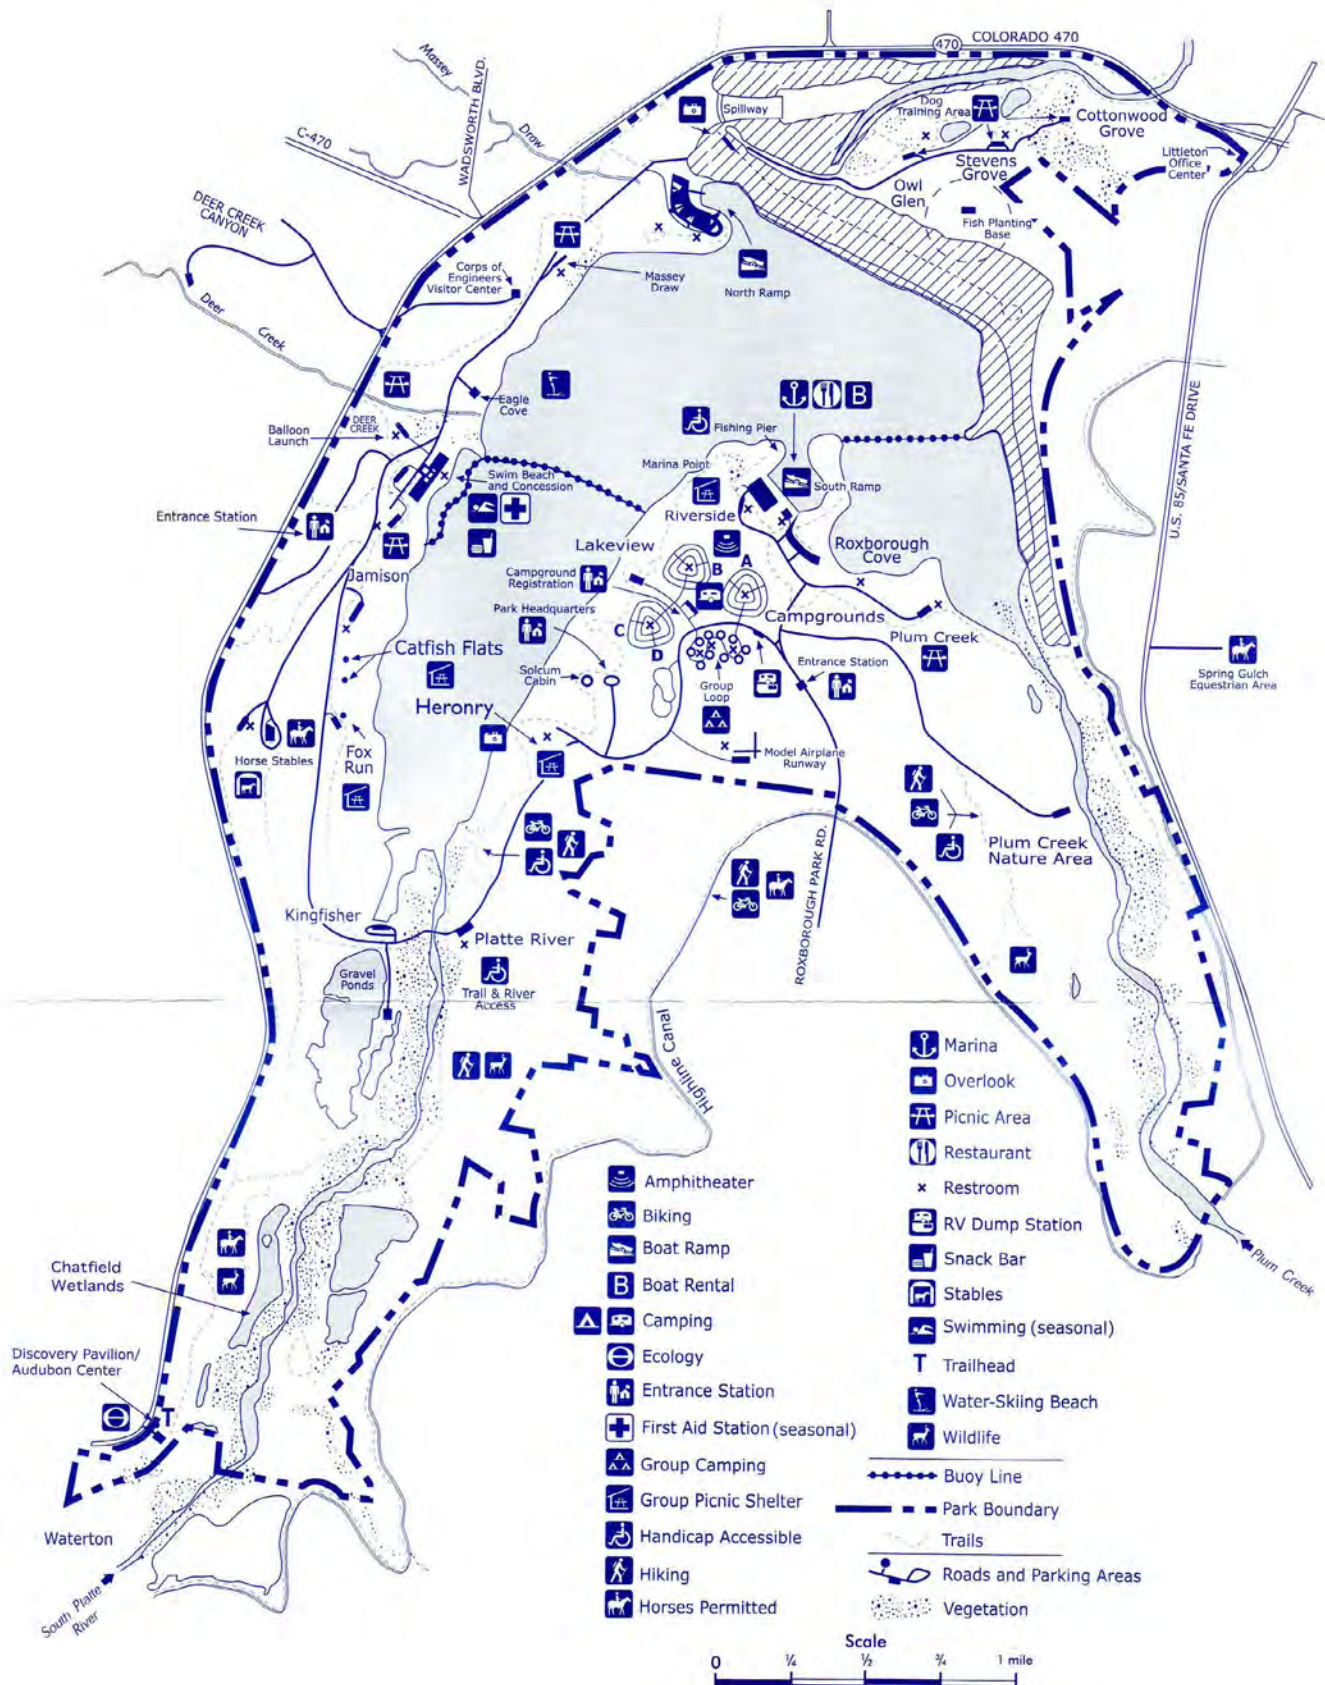 470
COLORADO 470
Massey
Draw
WADSWORTH BLVD.
C-470
Spillway
Dog
Training Area
Cottonwood
Grove
Stevens
Grove
Littleton
Office
Center
Owl
Glen
Fish Planting
Base
DEER CREEK
CANYON
Corps of
Engineers
Visitor Center
Massey
Draw
North Ramp
Deer
Creek
Eagle
Cove
B
U.S. 85/SANTA FE DRIVE
Balloon
Launch
DEER
CREEK
Fishing Pier
Marina Point
Swim Beach
and Concession
South Ramp
Entrance Station
Riverside
Lakeview
Roxborough
Cove
Jamison
Campground
Registration
B
A
Park Headquarters
Campgrounds
C
D
Plum Creek
Catfish Flats
Solcum
Cabin
Group
Loop
Entrance Station
Spring Gulch
Equestrian Area
Heronry
Horse Stables
Fox
Run
Model Airplane
Runway
ROXBOROUGH PARK RD.
Plum Creek
Nature Area
Kingfisher
Platte River
Gravel
Ponds
Trail & River
Access
Highline Canal
Chatfield
Wetlands
Discovery Pavilion/
Audubon Center
T
Waterton
South Platte
River
Plum Creek
Amphitheater
Biking
Boat Ramp
B Boat Rental
Camping
Ecology
Entrance Station
First Aid Station (seasonal)
Group Camping
Group Picnic Shelter
Handicap Accessible
Hiking
Horses Permitted
Marina
Overlook
Picnic Area
Restaurant
x Restroom
RV Dump Station
Snack Bar
Stables
Swimming (seasonal)
T Trailhead
Water-Skiing Beach
Wildlife
Buoy Line
Park Boundary
Trails
Roads and Parking Areas
Vegetation
Scale
0 ¼ ½ ¾ 1 mile